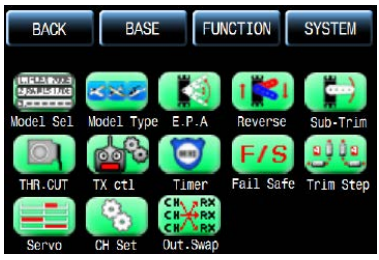 BACK BASE FUNCTION SYSTEM
Model Sel Model Type E.P.A Reverse Sub-Trim
F/S
THR.CUT TX ctl Timer Fail Safe Trim Step
CH RX
CH RX
CH RX
Servo CH Set Out.Swap